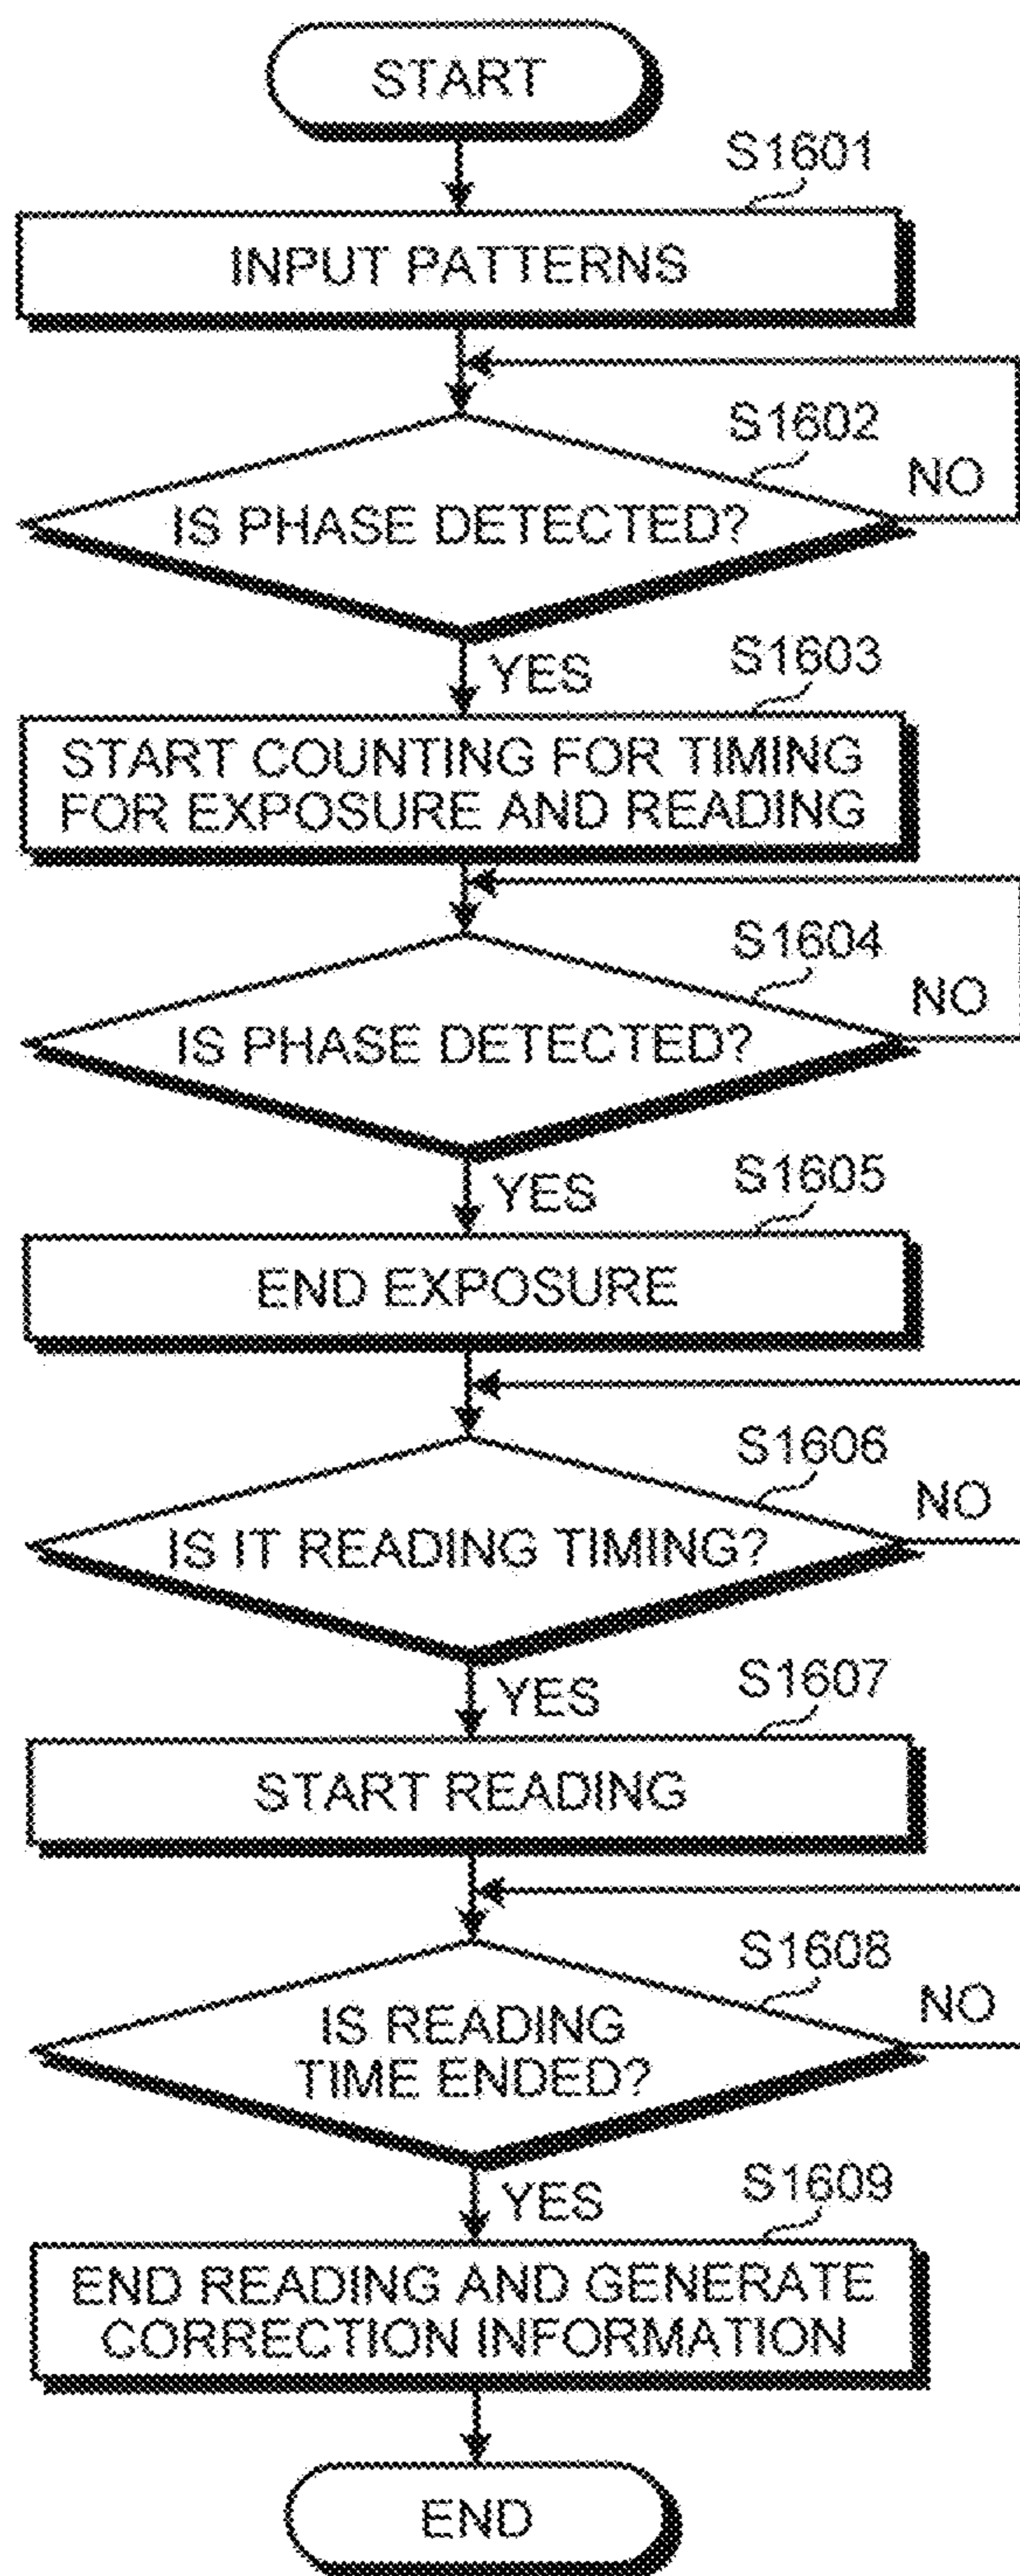 START
S1601
INPUT PATTERNS
S1602
NO
IS PHASE DETECTED?
YES
S1603
START COUNTING FOR TIMING
FOR EXPOSURE AND READING
S1604
NO
IS PHASE DETECTED?
YES
S1605
END EXPOSURE
S1606
NO
IS IT READING TIMING?
YES
S1607
START READING
S1608
NO
IS READING
TIME ENDED?
YES
S1609
END READING AND GENERATE
CORRECTION INFORMATION
END